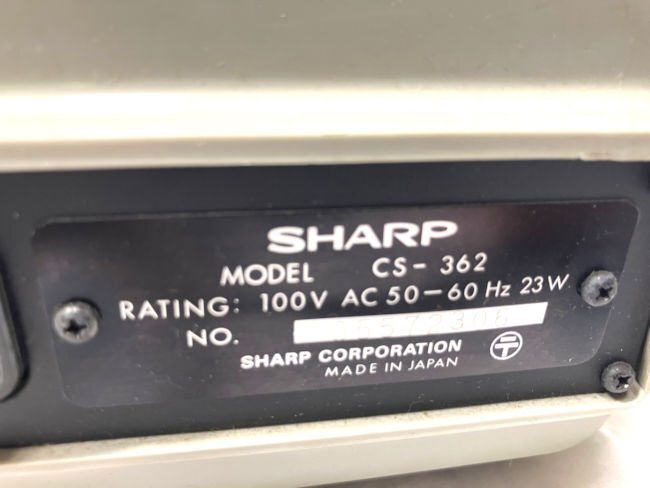 SHARP
MODEL CS-362
RATING: 100V AC 50-60 Hz 23W
NO.
SHARP CORPORATION
MADE IN JAPAN